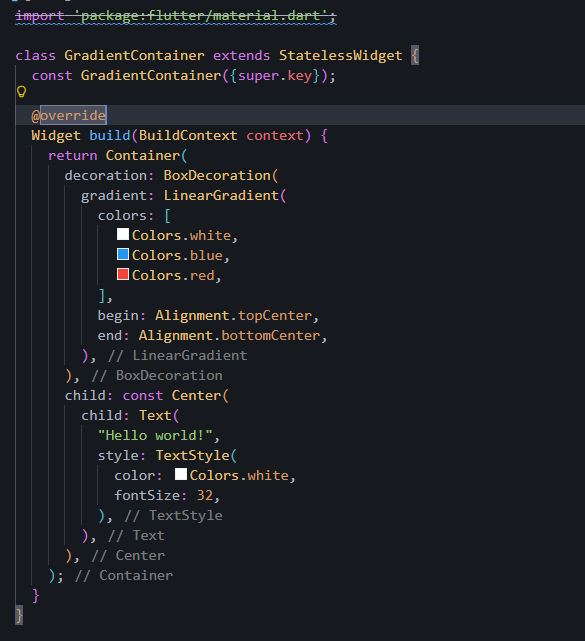 import 'package:flutter/material.dart';
class GradientContainer extends StatelessWidget {
  const GradientContainer({super.key});
  @override
  Widget build(BuildContext context) {
    return Container(
      decoration: BoxDecoration(
        gradient: LinearGradient(
          colors: [
            Colors.white,
            Colors.blue,
            Colors.red,
          ],
          begin: Alignment.topCenter,
          end: Alignment.bottomCenter,
        ), // LinearGradient
      ), // BoxDecoration
      child: const Center(
        child: Text(
          "Hello world!",
          style: TextStyle(
            color: Colors.white,
            fontSize: 32,
          ), // TextStyle
        ), // Text
      ), // Center
    ); // Container
  }
}